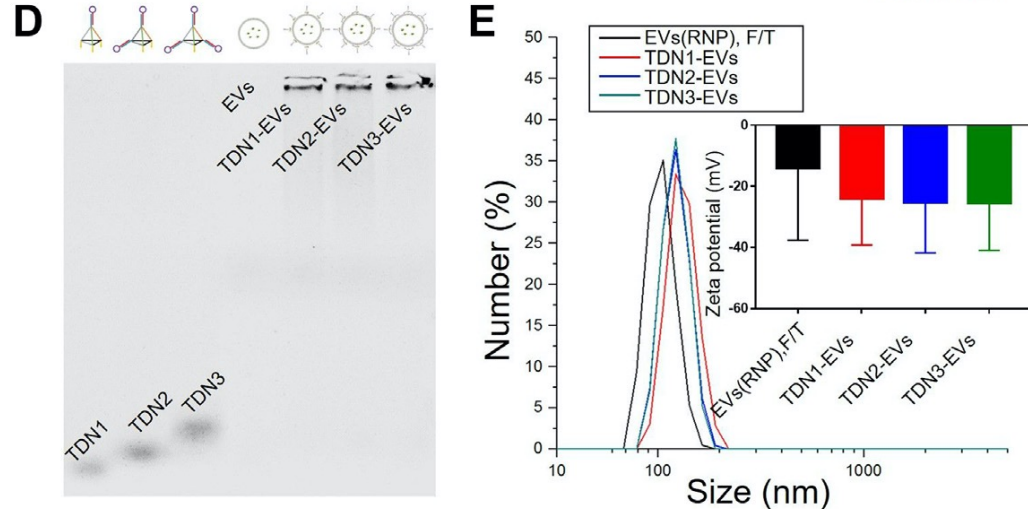 D
EVs
TDN1-EVs
TDN2-EVs
TDN3-EVs
TDN1
TDN2
TDN3
E
EVs(RNP), F/T
TDN1-EVs
TDN2-EVs
TDN3-EVs
Number (%)
50
45
40
35
30
25
20
15
10
5
0
10
100
1000
Size (nm)
Zeta potential (mV)
0
-20
-40
-60
EVs(RNP),F/T
TDN1-EVs
TDN2-EVs
TDN3-EVs